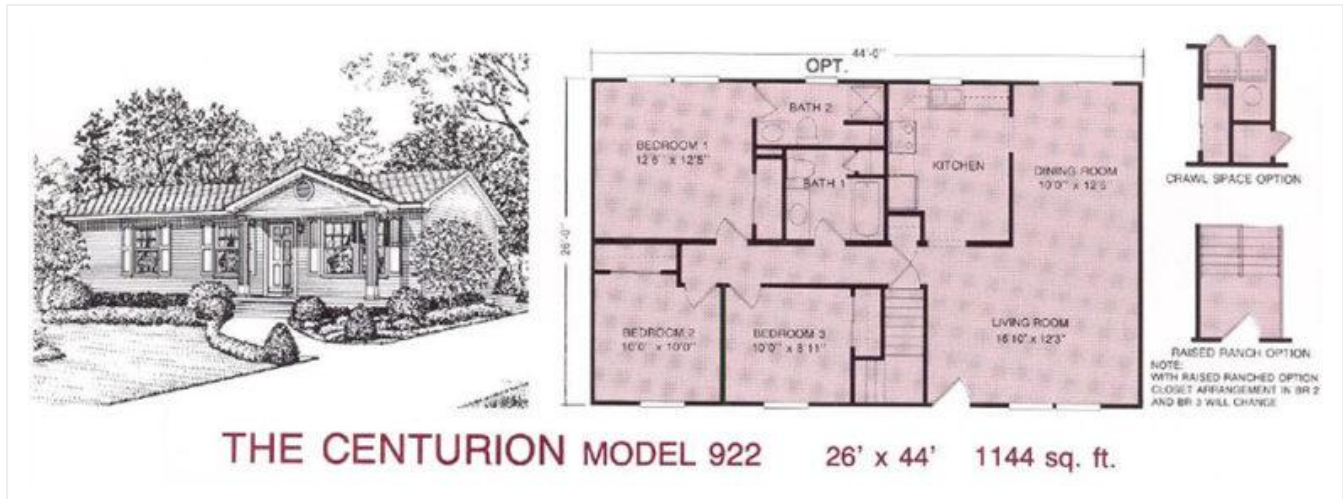 44'-0"
OPT.
26'-0"
BATH 2
BEDROOM 1
12'6" x 12'5"
BATH 1
KITCHEN
DINING ROOM
10'0" x 12'5
CRAWL SPACE OPTION
BEDROOM 2
10'0" x 10'0"
BEDROOM 3
10'0" x 8'11"
LIVING ROOM
16'10" x 12'3"
RAISED RANCH OPTION
NOTE:
WITH RAISED RANCHED OPTION
CLOSET ARRANGEMENT IN BR 2
AND BR 3 WILL CHANGE
THE CENTURION MODEL 922 26' x 44' 1144 sq. ft.